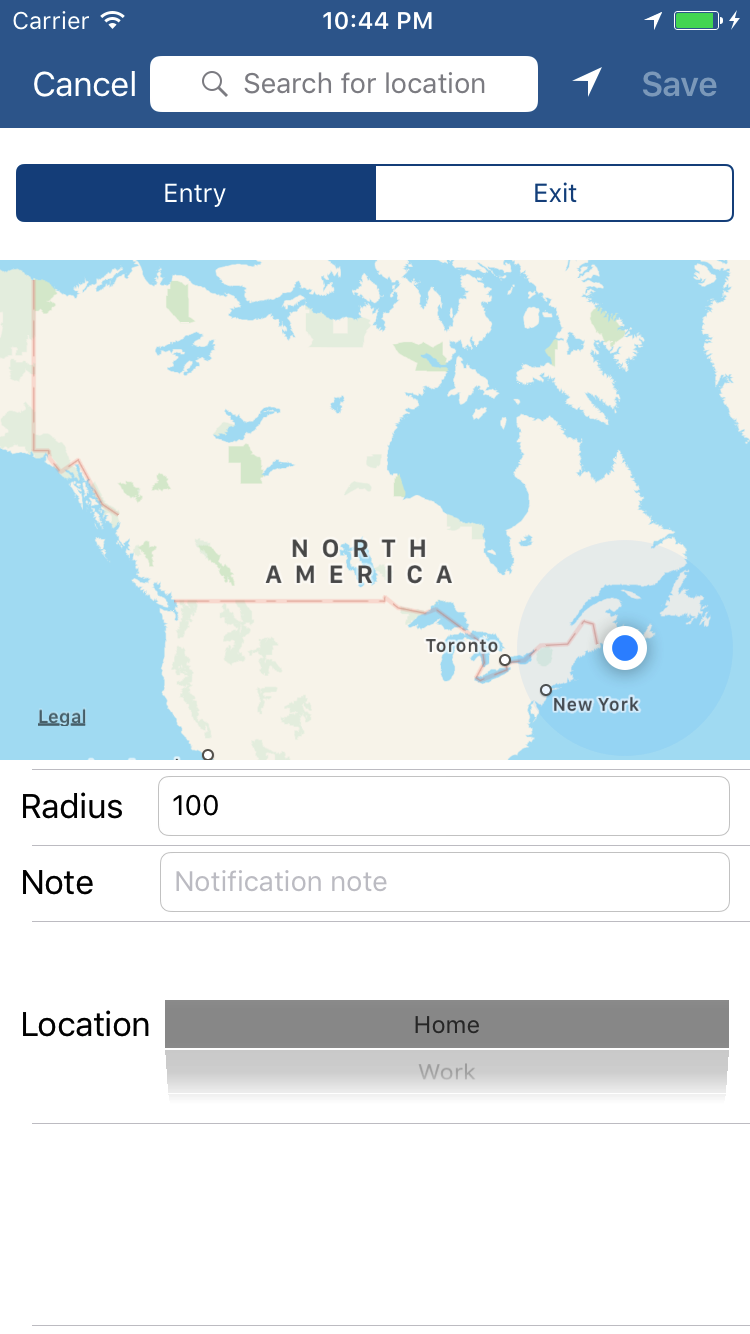 Carrier 10:44 PM
Cancel Search for location Save
Entry Exit
NORTH
AMERICA
Toronto
New York
Legal
Radius 100
Note Notification note
Location Home
Work